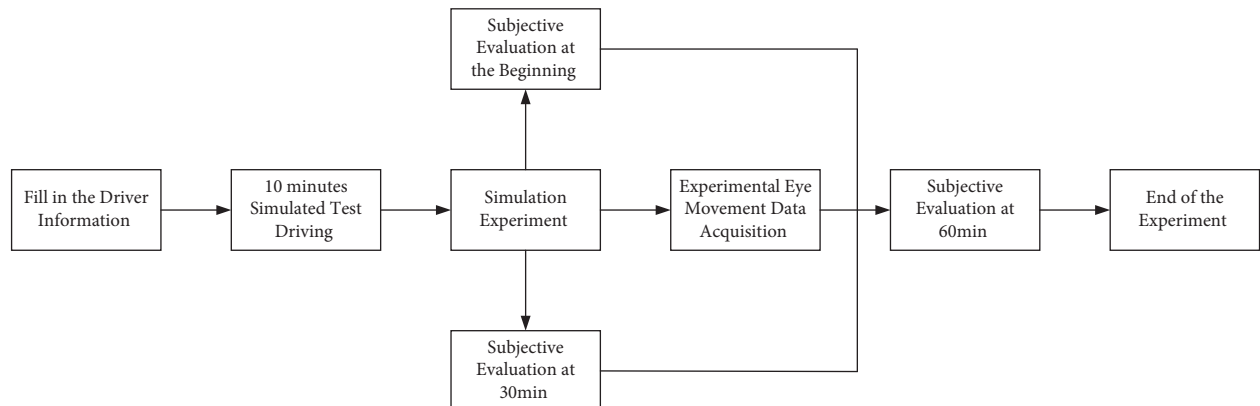 Subjective
Evaluation at
the Beginning
Fill in the Driver
Information
10 minutes
Simulated Test
Driving
Simulation
Experiment
Experimental Eye
Movement Data
Acquisition
Subjective
Evaluation at
60min
End of the
Experiment
Subjective
Evaluation at
30min